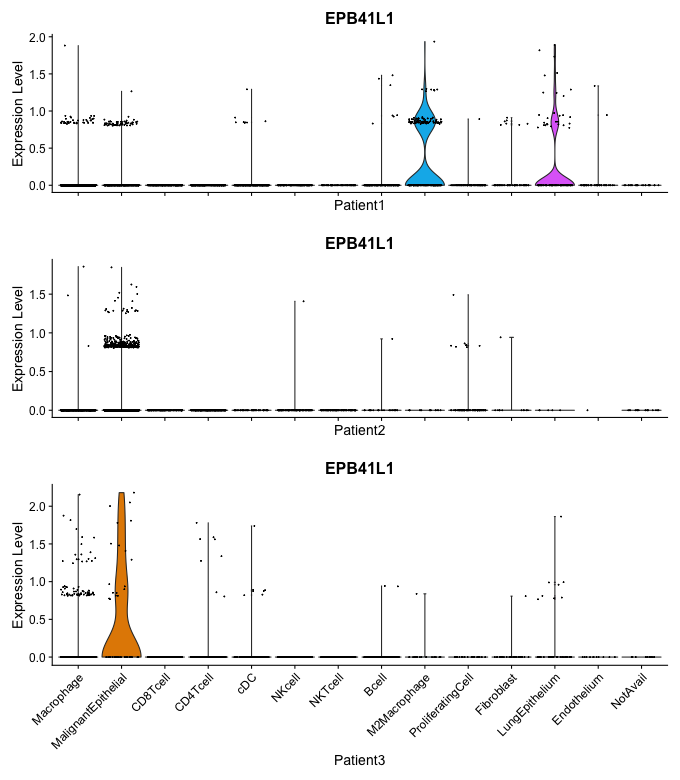 EPB41L1
Expression Level
2.0
1.5
1.0
0.5
0.0
Patient1
EPB41L1
Expression Level
1.5
1.0
0.5
0.0
Patient2
EPB41L1
Expression Level
2.0
1.5
1.0
0.5
0.0
Macrophage
MalignantEpithelial
CD8Tcell
CD4Tcell
cDC
NKcell
NKTcell
Bcell
M2Macrophage
ProliferatingCell
Fibroblast
LungEpithelium
Endothelium
NotAvail
Patient3